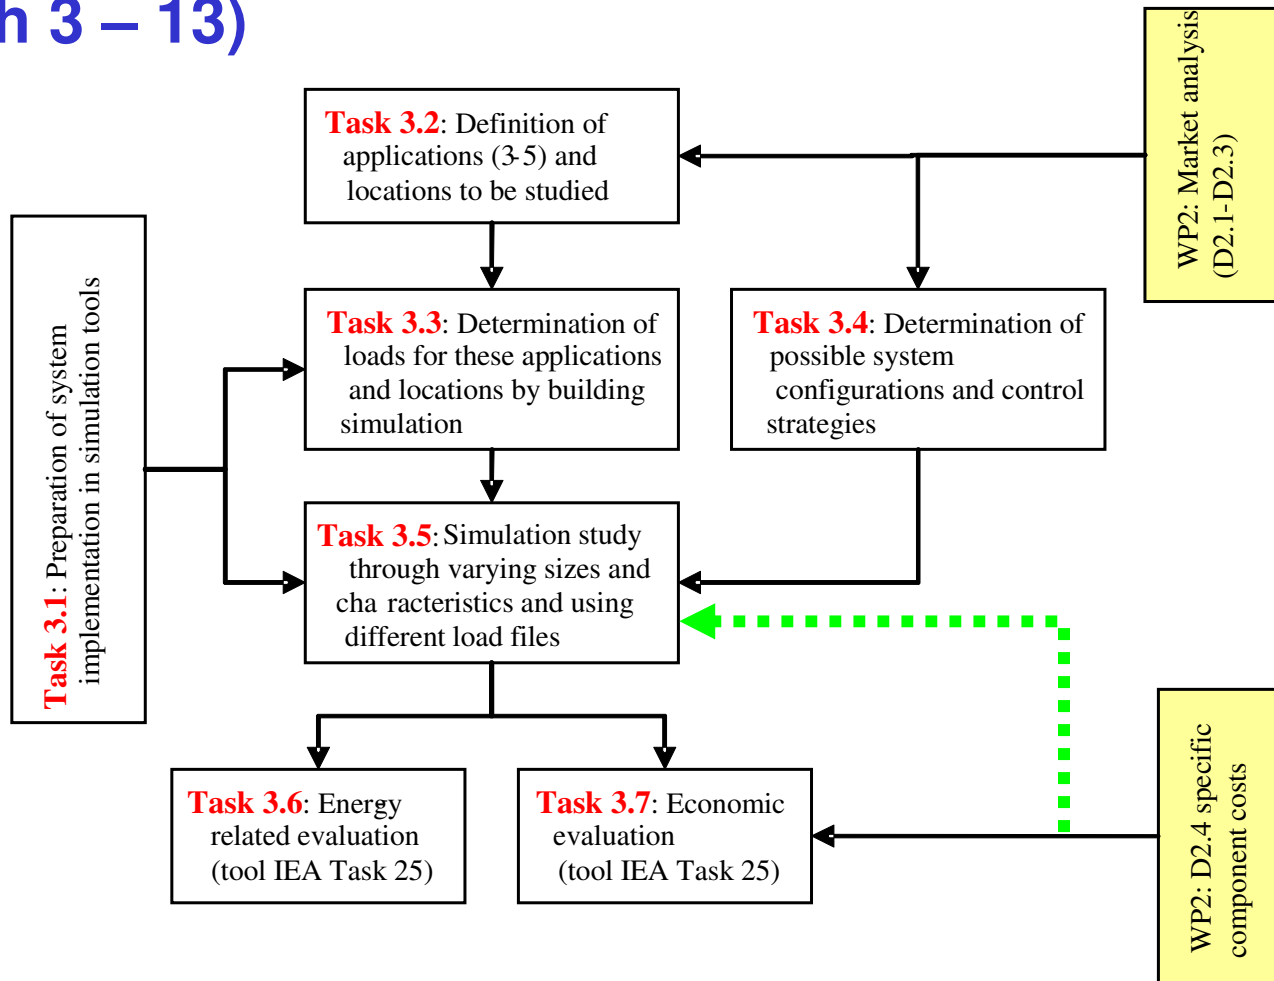 h 3 – 13)
Task 3.2: Definition of
applications (3-5) and
locations to be studied
WP2: Market analysis
(D2.1-D2.3)
Task 3.1: Preparation of system
implementation in simulation tools
Task 3.3: Determination of
loads for these applications
and locations by building
simulation
Task 3.4: Determination of
possible system
configurations and control
strategies
Task 3.5: Simulation study
through varying sizes and
cha racteristics and using
different load files
Task 3.6: Energy
related evaluation
(tool IEA Task 25)
Task 3.7: Economic
evaluation
(tool IEA Task 25)
WP2: D2.4 specific
component costs